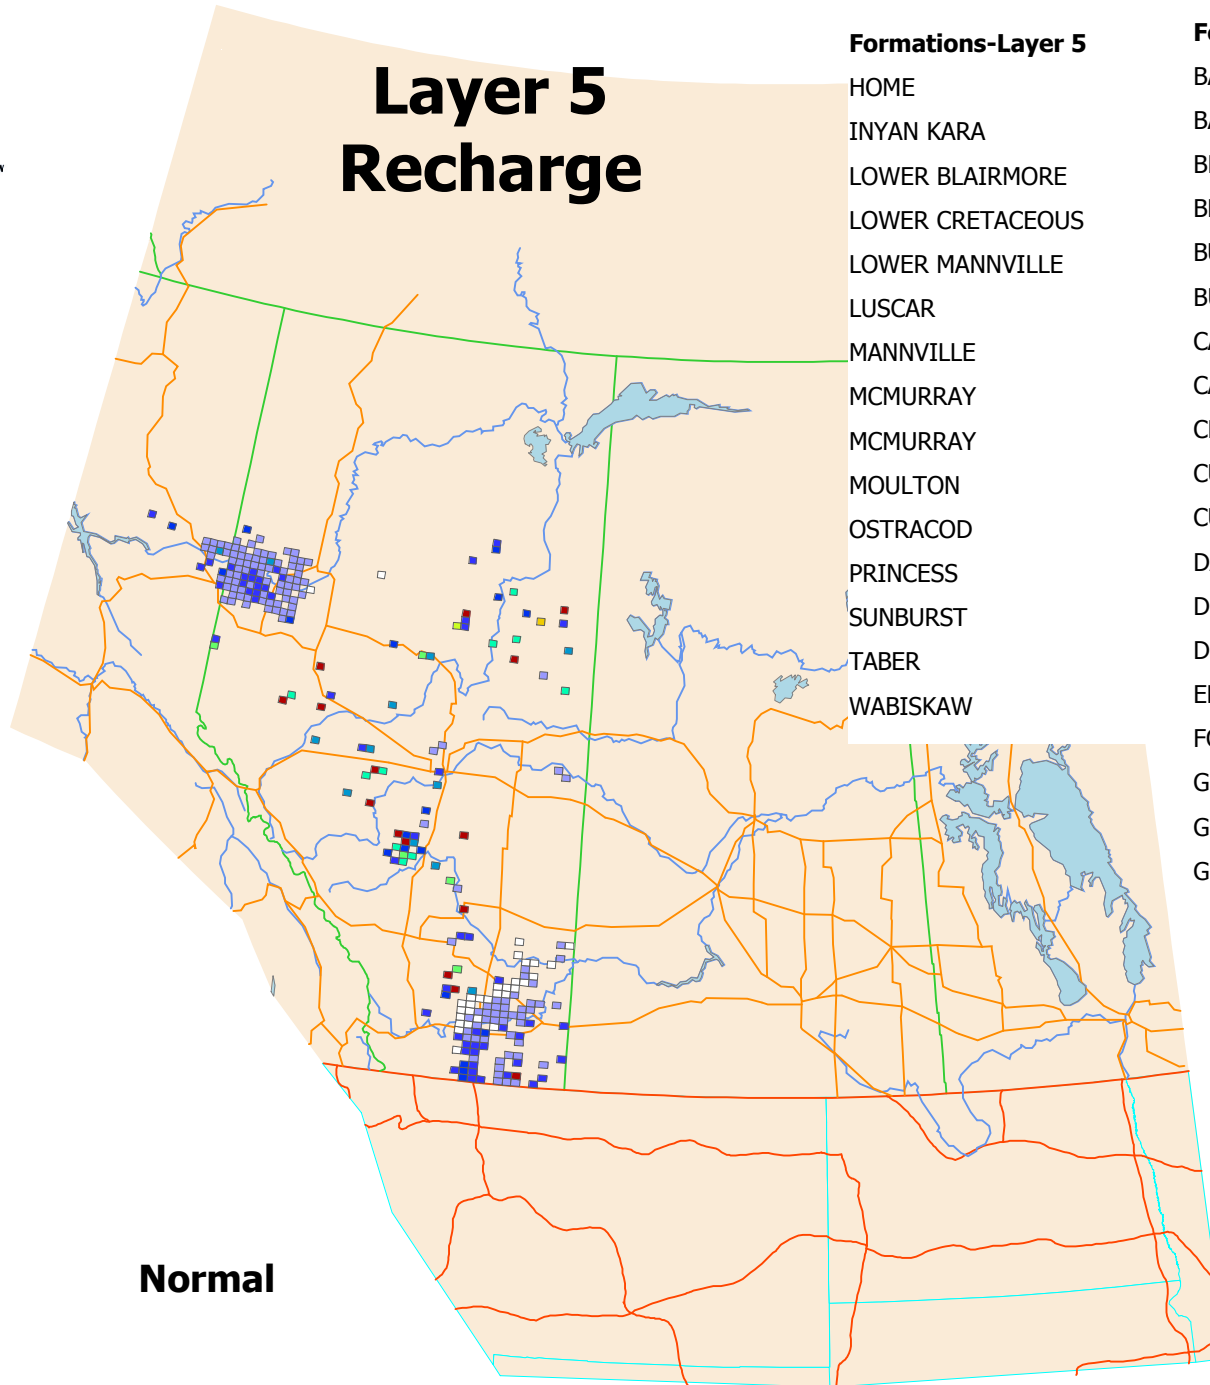 Layer 5
Recharge
Formations-Layer 5
HOME
INYAN KARA
LOWER BLAIRMORE
LOWER CRETACEOUS
LOWER MANNVILLE
LUSCAR
MANNVILLE
MCMURRAY
MCMURRAY
MOULTON
OSTRACOD
PRINCESS
SUNBURST
TABER
WABISKAW
Normal